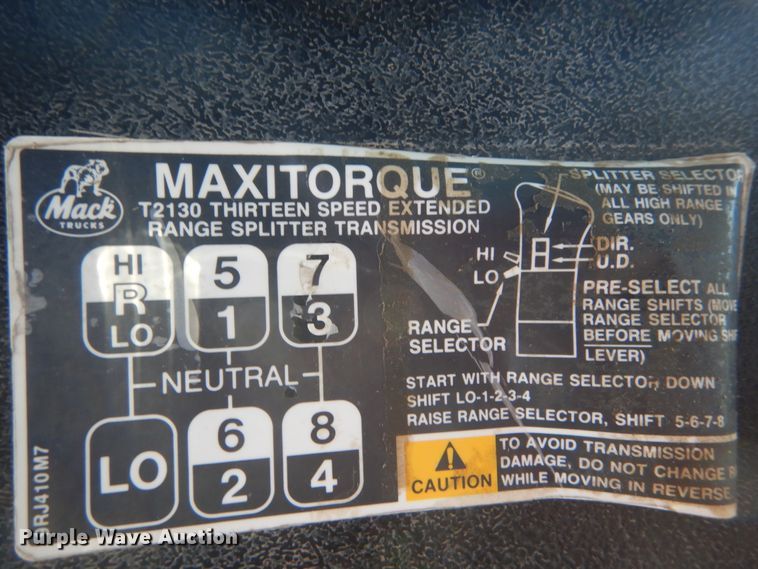 Mack
TRUCKS
MAXITORQUE®
T2130 THIRTEEN SPEED EXTENDED
RANGE SPLITTER TRANSMISSION
HI
R
LO
5
1
7
3
NEUTRAL
LO
6
2
8
4
RJ410M7
SPLITTER SELECTOR
(MAY BE SHIFTED IN
ALL HIGH RANGE
GEARS ONLY)
DIR.
U.D.
HI
LO
RANGE
SELECTOR
PRE-SELECT ALL
RANGE SHIFTS (MOVE
RANGE SELECTOR
BEFORE MOVING
LEVER)
START WITH RANGE SELECTOR DOWN
SHIFT LO-1-2-3-4
RAISE RANGE SELECTOR, SHIFT 5-6-7-8
CAUTION
TO AVOID TRANSMISSION
DAMAGE, DO NOT CHANGE
WHILE MOVING IN REVERSE
Purple Wave Auction
Purple Wave Auction